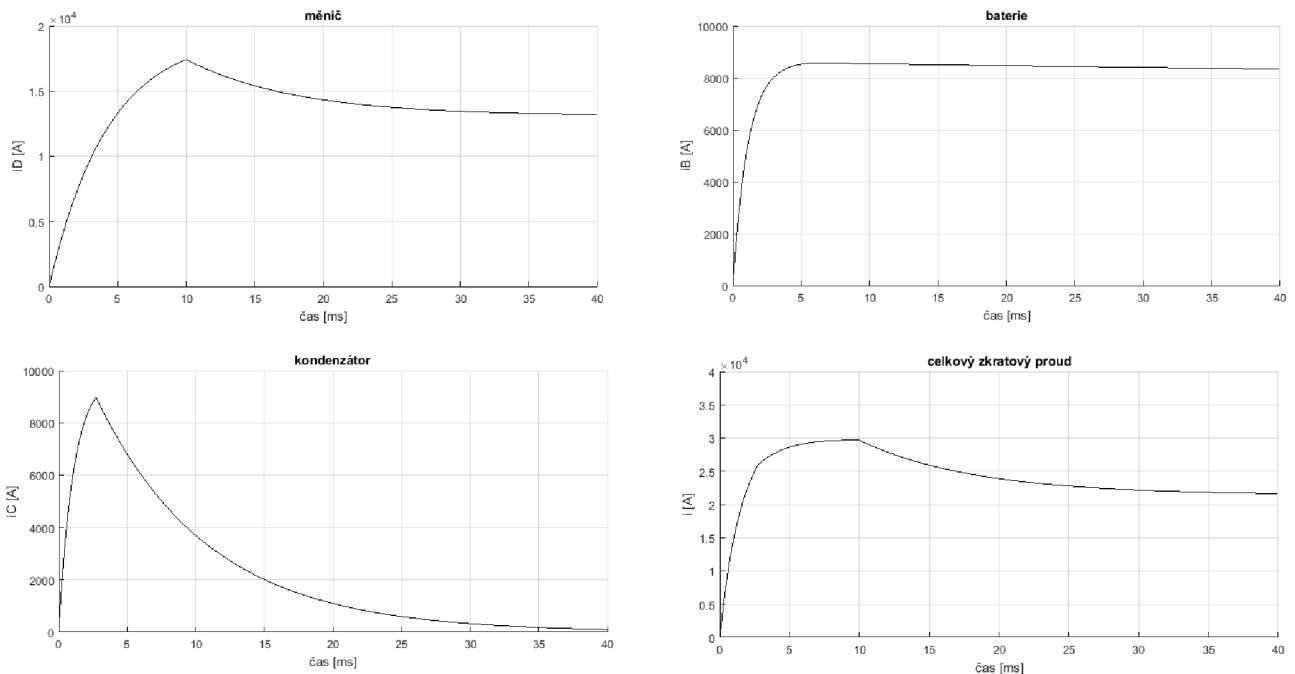 měnič
× 10⁴
2
1.5
1
0.5
0
iD [A]
0 5 10 15 20 25 30 35 40
čas [ms]
baterie
10000
8000
6000
4000
2000
0
iB [A]
0 5 10 15 20 25 30 35 40
čas [ms]
kondenzátor
10000
8000
6000
4000
2000
0
iC [A]
0 5 10 15 20 25 30 35 40
čas [ms]
celkový zkratový proud
× 10⁴
4
3.5
3
2.5
2
1.5
1
0.5
0
i [A]
0 5 10 15 20 25 30 35 40
čas [ms]